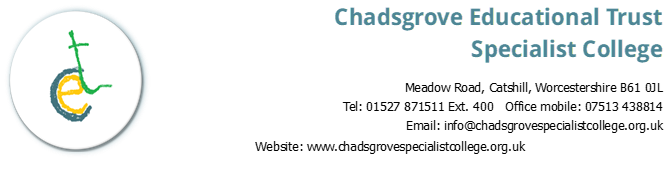 Chadsgrove Educational Trust
Specialist College
cet
Meadow Road, Catshill, Worcestershire B61 0JL
Tel: 01527 871511 Ext. 400 Office mobile: 07513 438814
Email: info@chadsgrovespecialistcollege.org.uk
Website: www.chadsgrovespecialistcollege.org.uk